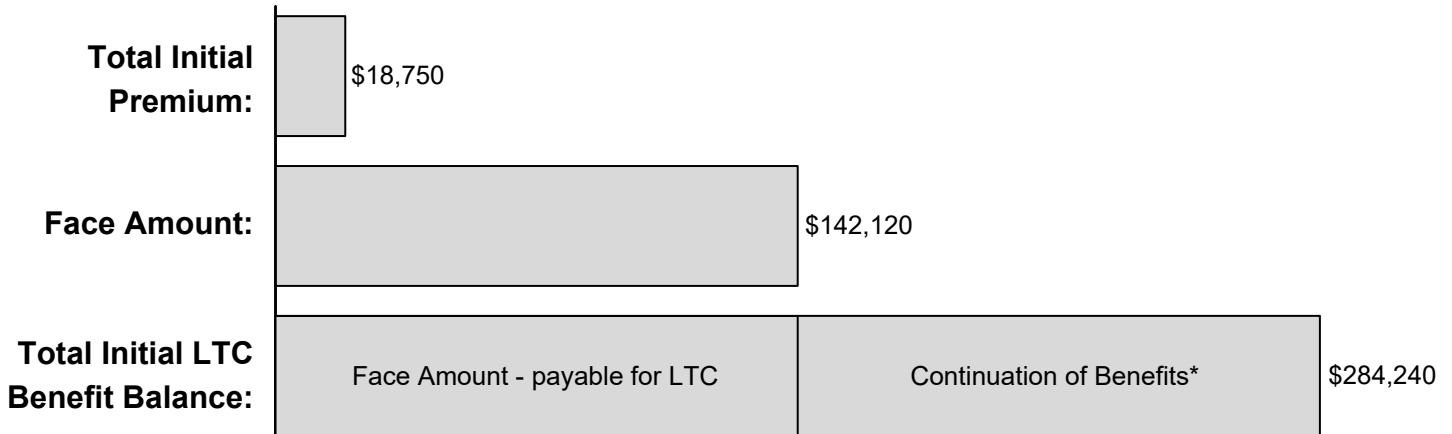 Total Initial
Premium:
$18,750
Face Amount:
$142,120
Total Initial LTC
Benefit Balance:
Face Amount - payable for LTC
Continuation of Benefits*
$284,240